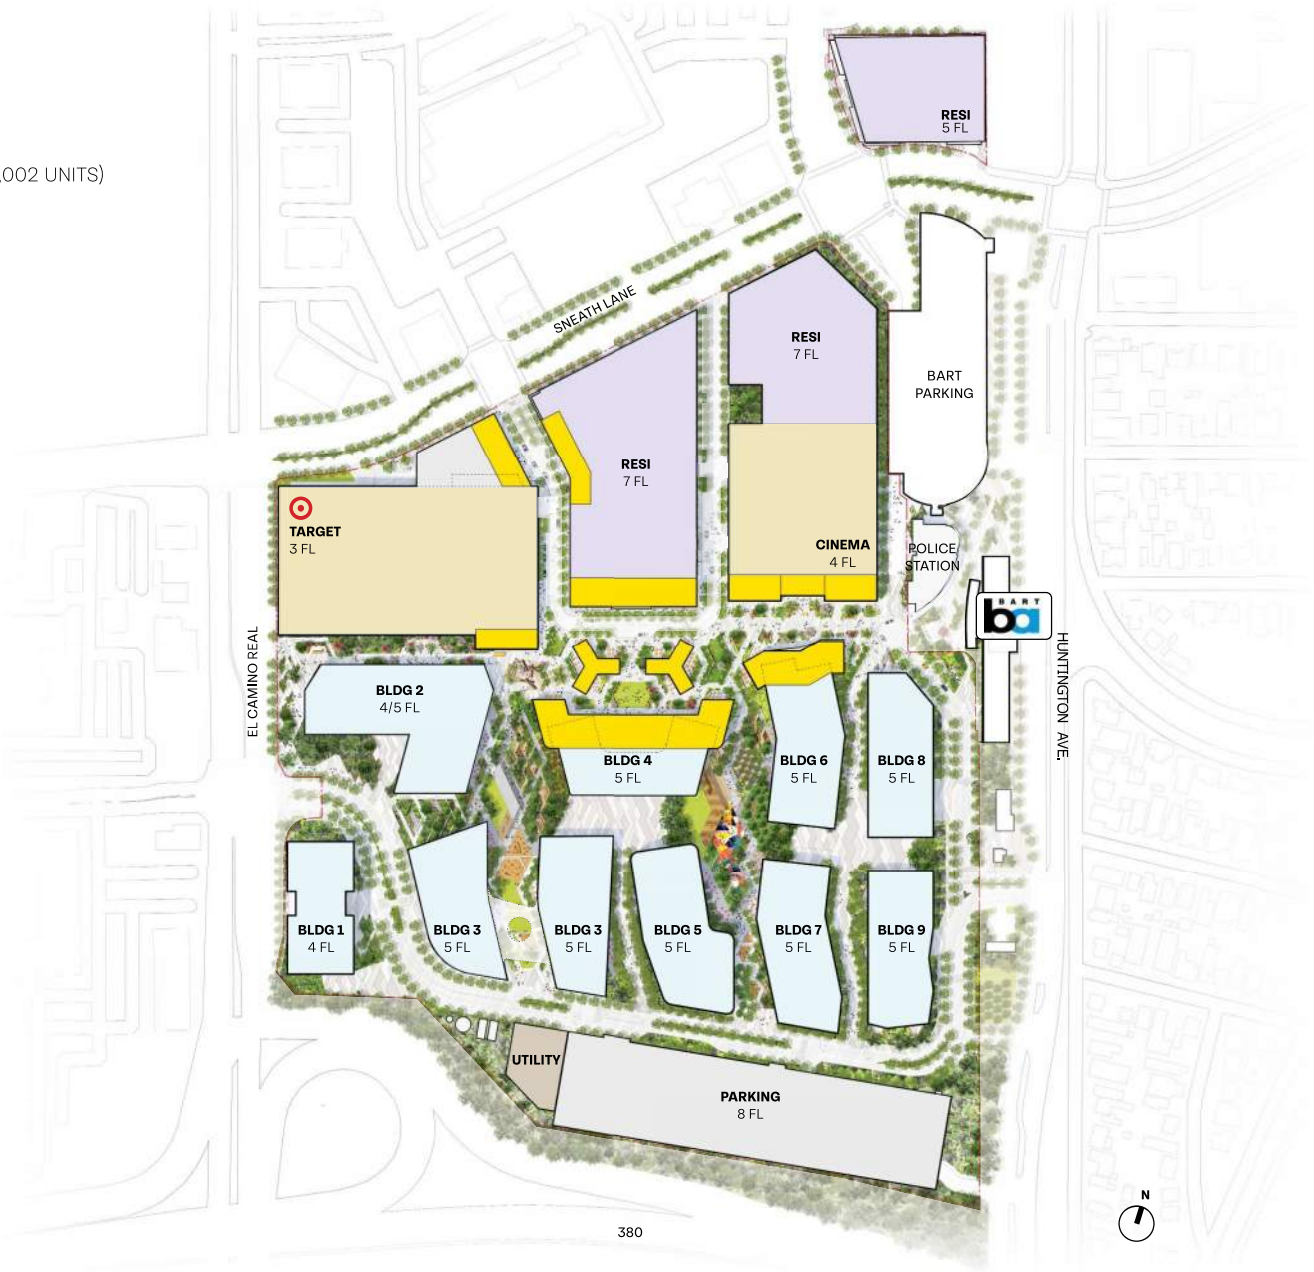 RESI
5 FL
,002 UNITS)
SNEATH LANE
RESI
7 FL
BART
PARKING
RESI
7 FL
TARGET
3 FL
CINEMA
4 FL
POLICE
STATION
BART
ba
EL CAMINO REAL
HUNTINGTON AVE.
BLDG 2
4/5 FL
BLDG 4
5 FL
BLDG 6
5 FL
BLDG 8
5 FL
BLDG 1
4 FL
BLDG 3
5 FL
BLDG 3
5 FL
BLDG 5
5 FL
BLDG 7
5 FL
BLDG 9
5 FL
UTILITY
PARKING
8 FL
N
380